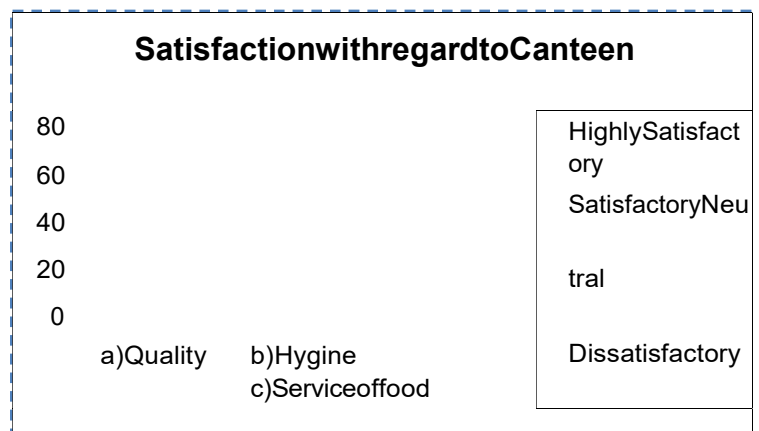 SatisfactionwithregardtoCanteen
80
60
40
20
0
a)Quality
b)Hygine
c)Serviceoffood
HighlySatisfact
ory
SatisfactoryNeu
tral
Dissatisfactory